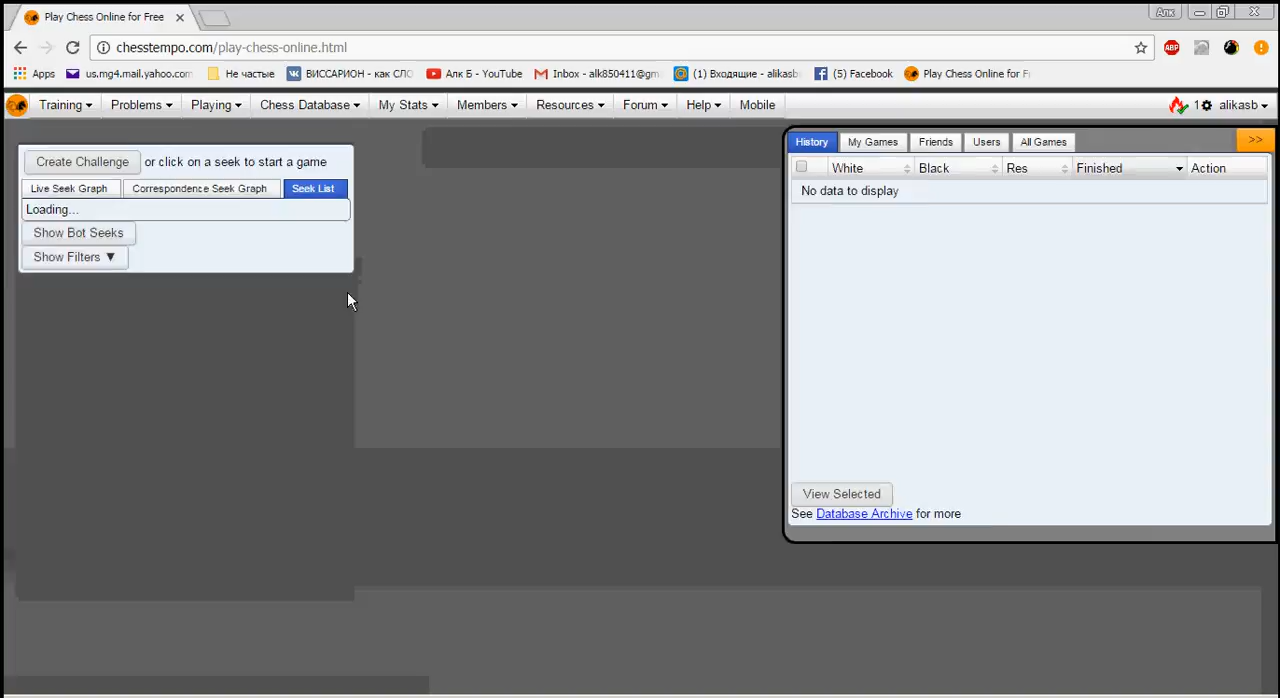 Play Chess Online for Free
Алк
chesstempo.com/play-chess-online.html
ABP
Apps us.mg4.mail.yahoo.com Не частые ВИССАРИОН - как СЛО Алк Б - YouTube Inbox - alk850411@gm (1) Входящие - alikasb (5) Facebook Play Chess Online for F
Training Problems Playing Chess Database My Stats Members Resources Forum Help Mobile 1 alikasb
Create Challenge or click on a seek to start a game
Live Seek Graph Correspondence Seek Graph Seek List
Loading...
Show Bot Seeks
Show Filters ▼
History My Games Friends Users All Games >>
White Black Res Finished Action
No data to display
View Selected
See Database Archive for more